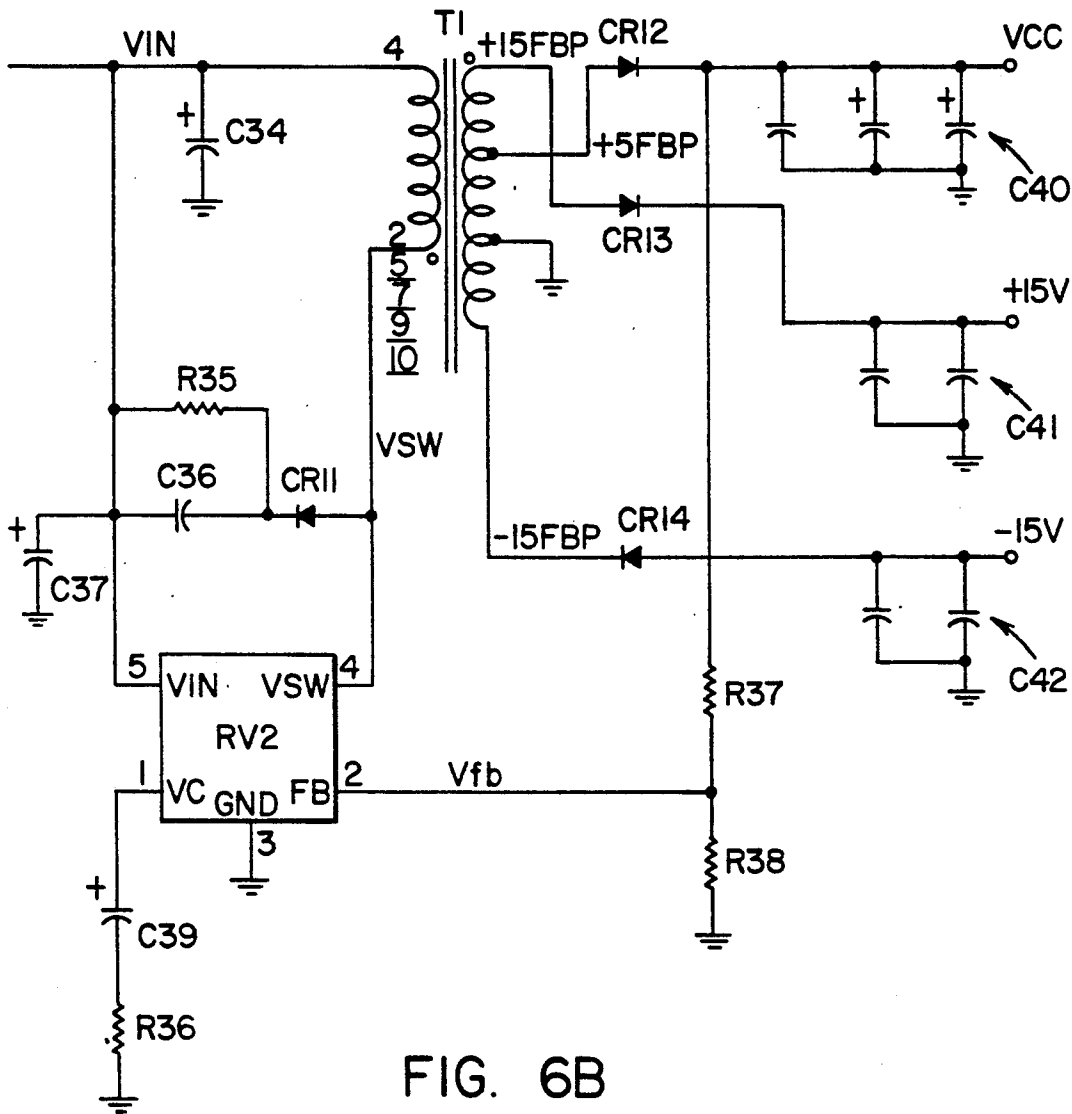 T1
VIN
4
+15FBP
CR12
VCC
+
C34
+5FBP
+
+
C40
CR13
2
5
7
9
10
+15V
R35
VSW
C41
C36
CR11
+
C37
-15FBP
CR14
-15V
C42
5
VIN
VSW
4
R37
RV2
1
VC
GND
FB
2
Vfb
3
R38
+
C39
R36
FIG. 6B